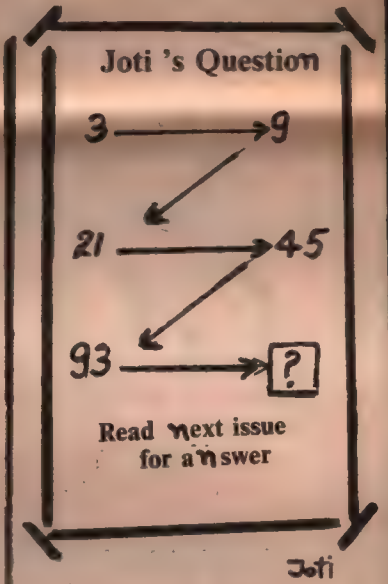 Joti 's Question
3 9
21 45
93 ?
Read next issue
for answer
Joti